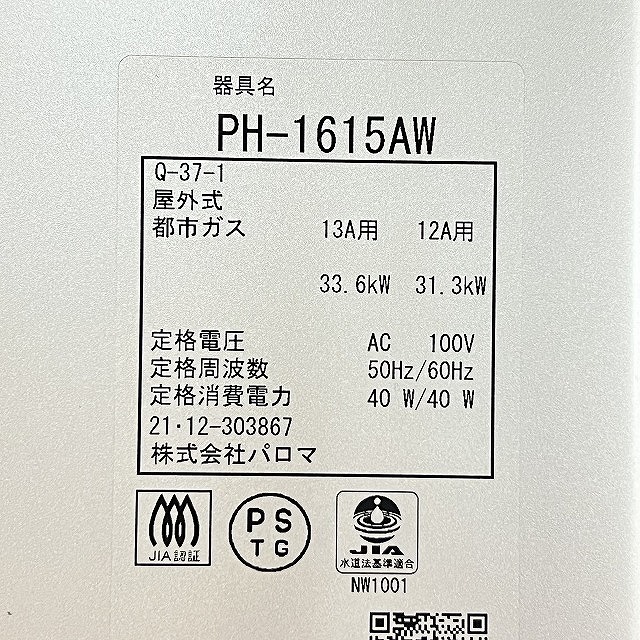 器具名
PH-1615AW
Q-37-1
屋外式
都市ガス 13A用 12A用
33.6kW 31.3kW
定格電圧 AC 100V
定格周波数 50Hz/60Hz
定格消費電力 40 W/40 W
21·12-303867
株式会社パロマ
JIA認証
PS
TG
JIA
水道法基準適合
NW1001